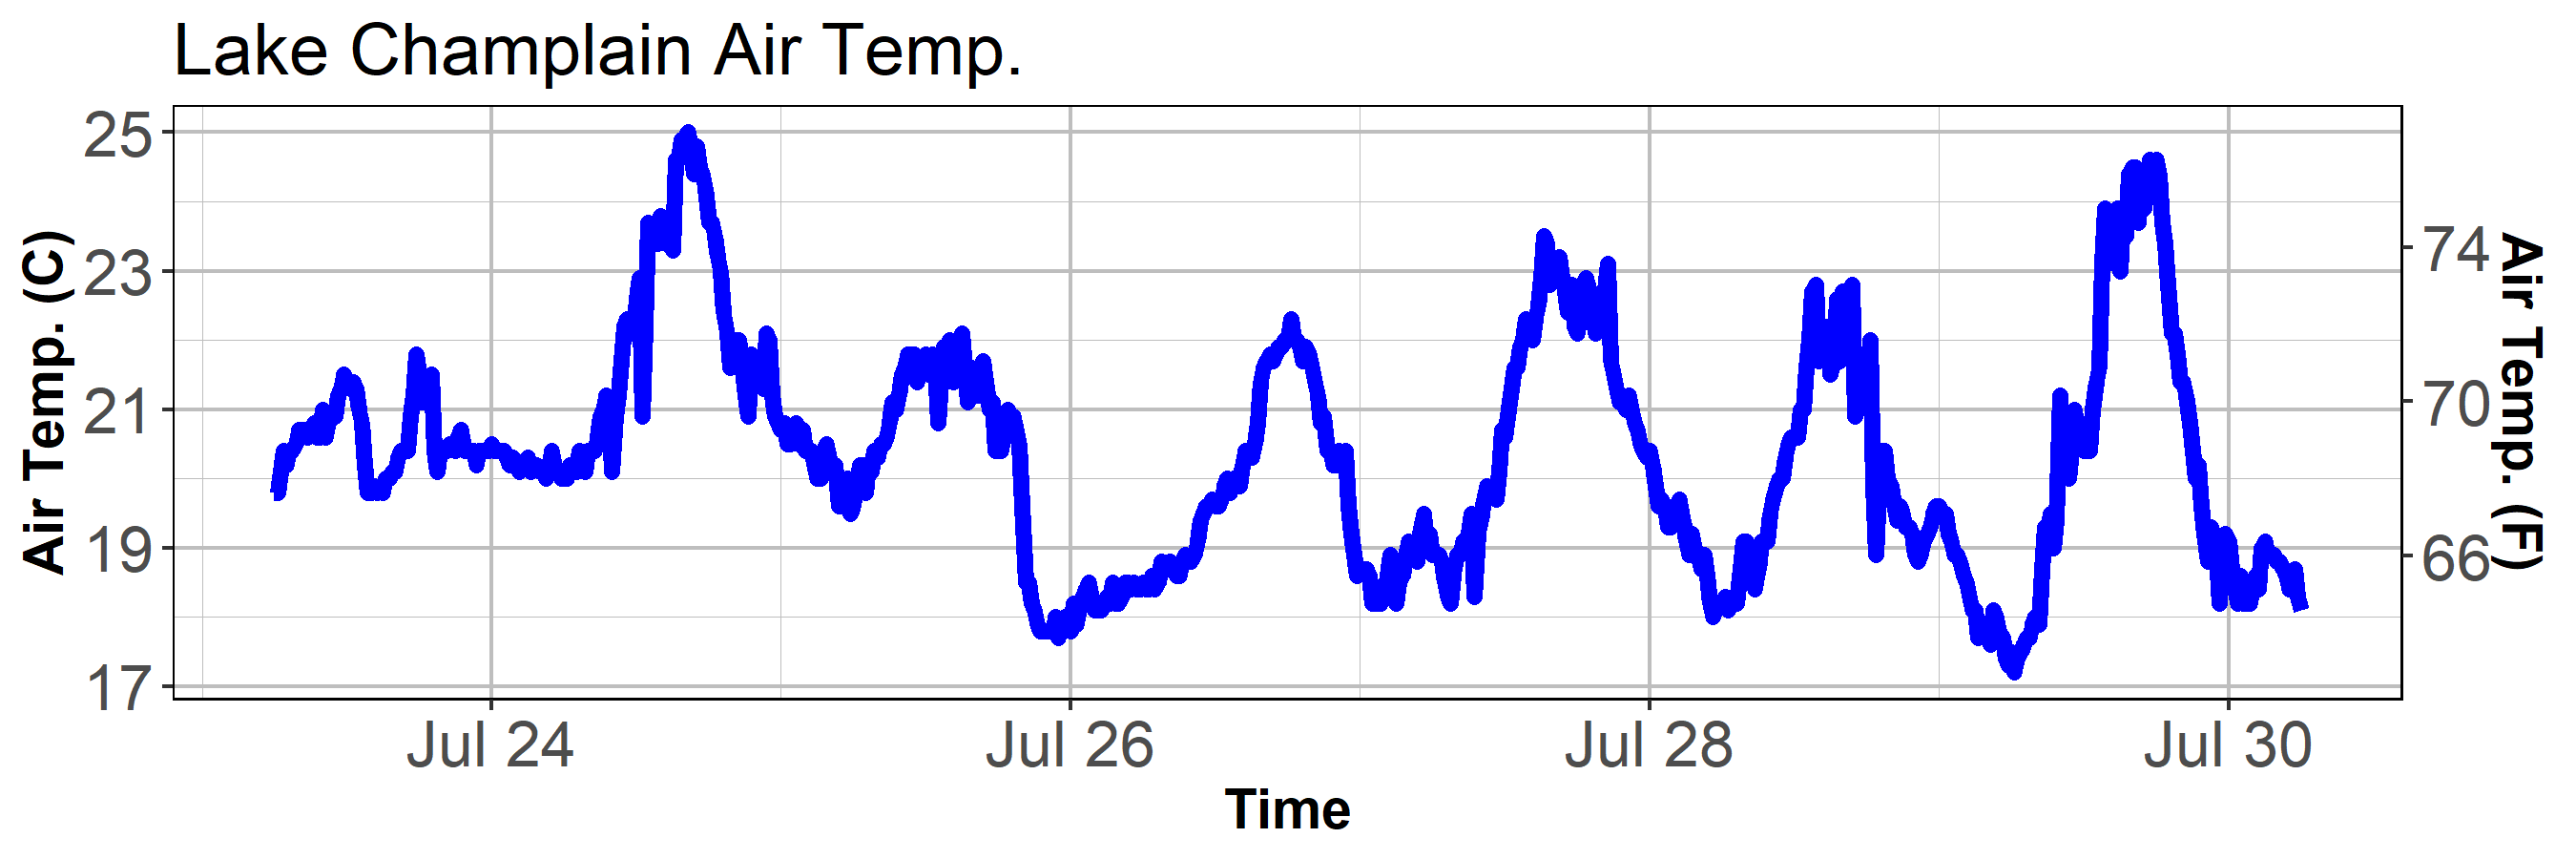 Lake Champlain Air Temp.
Air Temp. (C)
25
23
21
19
17
74
70
66
Air Temp. (F)
Jul 24 Jul 26 Jul 28 Jul 30
Time